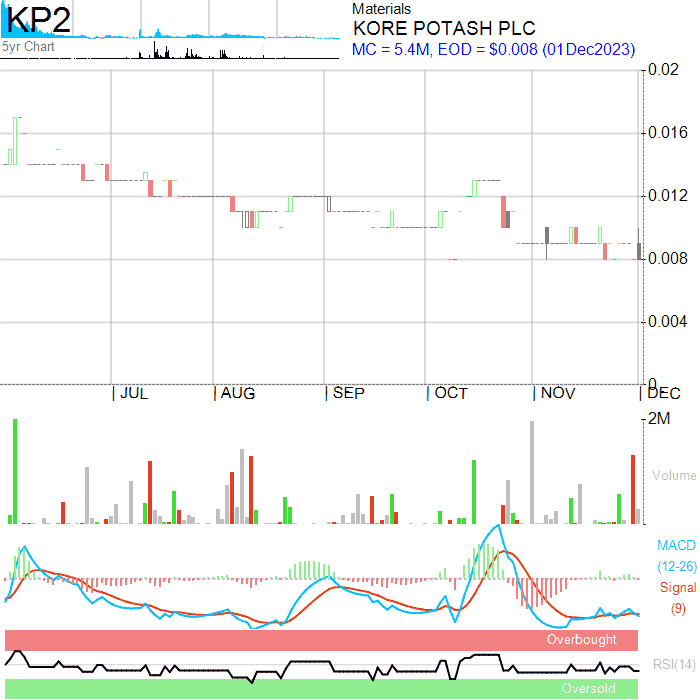 KP2
5yr Chart
Materials
KORE POTASH PLC
MC = 5.4M, EOD = $0.008 (01Dec2023)
0.02
0.016
0.012
0.008
0.004
0
JUL AUG SEP OCT NOV DEC
2M
Volume
MACD
(12-26)
Signal
(9)
Overbought
RSI(14)
Oversold